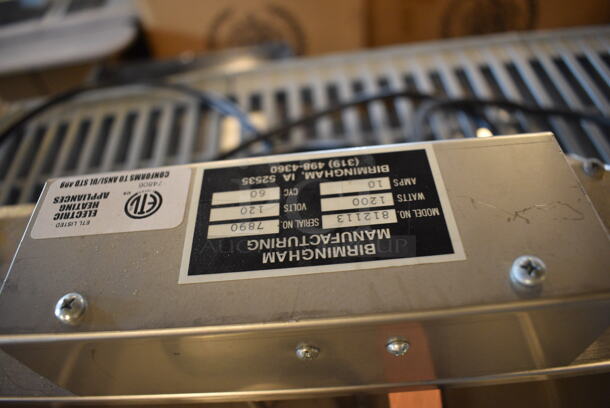 BIRMINGHAM
MANUFACTURING
MODEL NO 812113 SERIAL NO. 7890
WATTS 1200 VOLTS 120
AMPS 10 CYC 60
BIRMINGHAM, IA 52535
(319) 498-4360
ETL LISTED
ELECTRIC
HEATING
APPLIANCES
74808
CONFORMS TO ANSI/UL STD 499